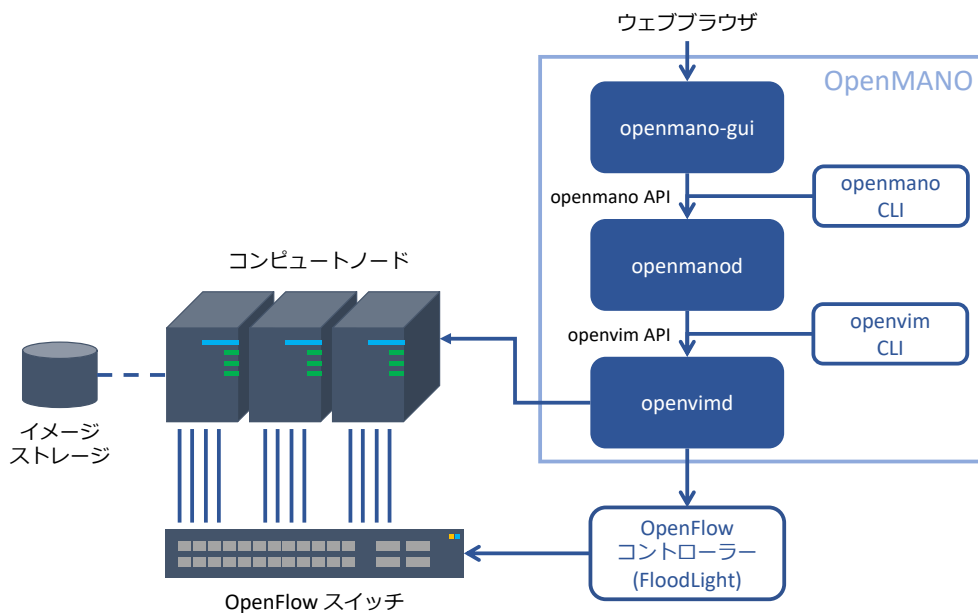 ウェブブラウザ
OpenMANO
openmano-gui
openmano API
openmano
CLI
openmanod
コンピュートノード
openvim API
openvim
CLI
openvimd
イメージ
ストレージ
OpenFlow
コントローラー
(FloodLight)
OpenFlow スイッチ